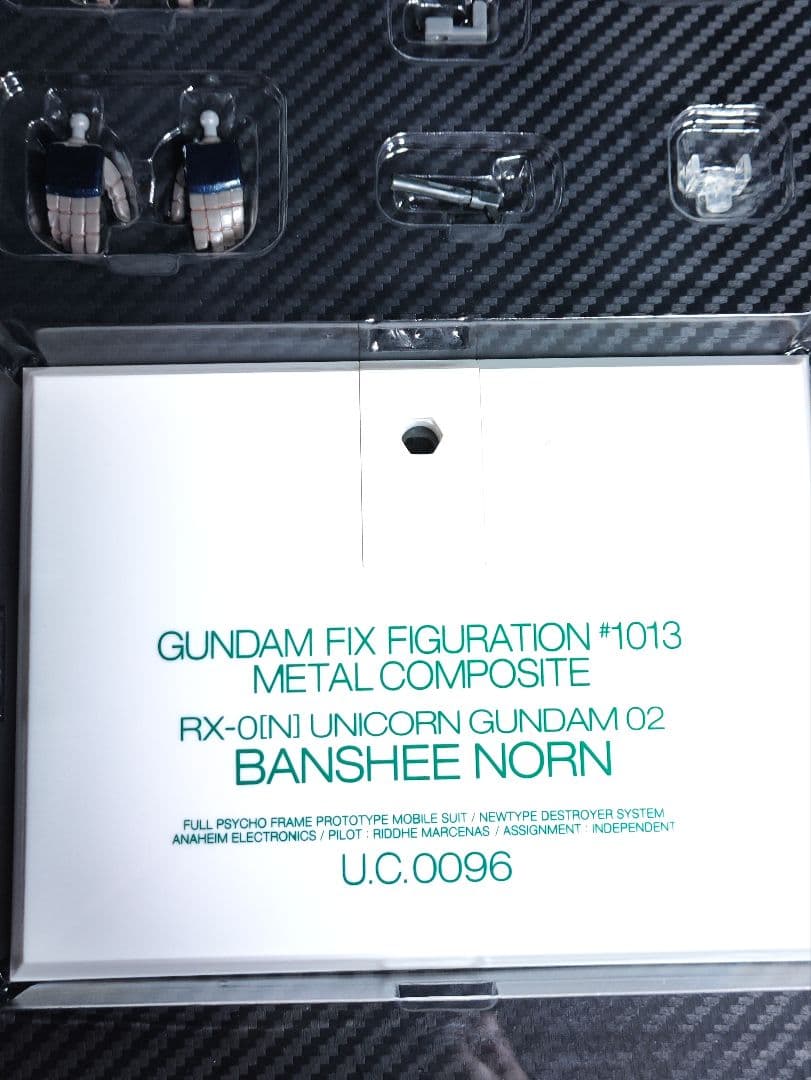 GUNDAM FIX FIGURATION #1013
METAL COMPOSITE
RX-0[N] UNICORN GUNDAM 02
BANSHEE NORN
FULL PSYCHO FRAME PROTOTYPE MOBILE SUIT / NEWTYPE DESTROYER SYSTEM
ANAHEIM ELECTRONICS / PILOT : RIDDHE MARCENAS / ASSIGNMENT : INDEPENDENT
U.C.0096